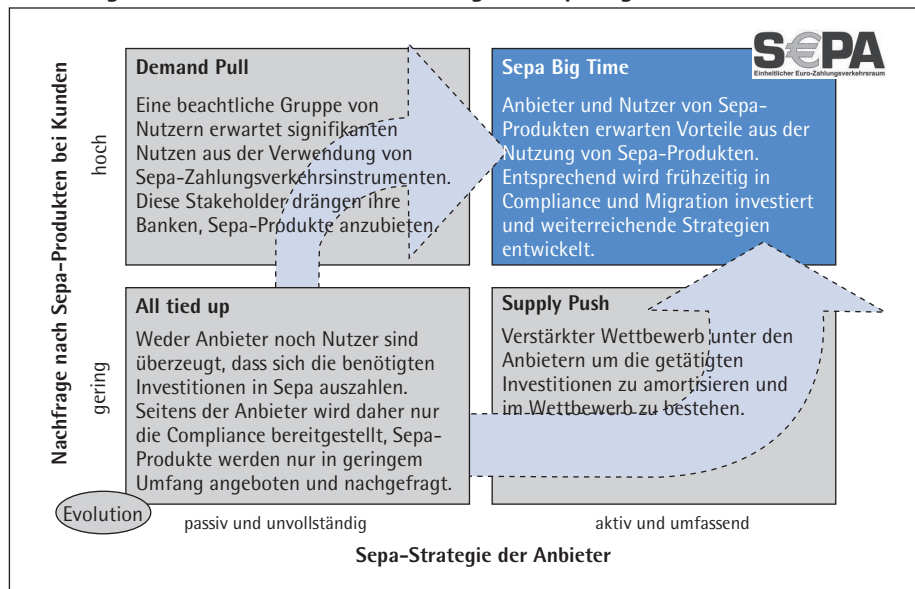 Demand Pull
Eine beachtliche Gruppe von
Nutzern erwartet signifikanten
Nutzen aus der Verwendung von
Sepa-Zahlungsverkehrsinstrumenten.
Diese Stakeholder drängen ihre
Banken, Sepa-Produkte anzubieten.
S€PA
Einheitlicher Euro-Zahlungsverkehrsraum
Sepa Big Time
Anbieter und Nutzer von Sepa-
Produkten erwarten Vorteile aus der
Nutzung von Sepa-Produkten.
Entsprechend wird frühzeitig in
Compliance und Migration investiert
und weiterreichende Strategien
entwickelt.
Nachfrage nach Sepa-Produkten bei Kunden
hoch
gering
All tied up
Weder Anbieter noch Nutzer sind
überzeugt, dass sich die benötigten
Investitionen in Sepa auszahlen.
Seitens der Anbieter wird daher nur
die Compliance bereitgestellt, Sepa-
Produkte werden nur in geringem
Umfang angeboten und nachgefragt.
Supply Push
Verstärkter Wettbewerb unter den
Anbietern um die getätigten
Investitionen zu amortisieren und
im Wettbewerb zu bestehen.
Evolution
passiv und unvollständig
aktiv und umfassend
Sepa-Strategie der Anbieter